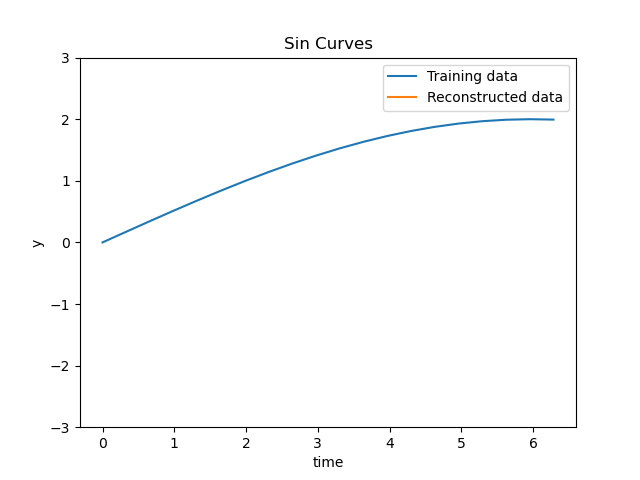 Sin Curves
Training data
Reconstructed data
3
2
1
0
−1
−2
−3
y
0 1 2 3 4 5 6
time